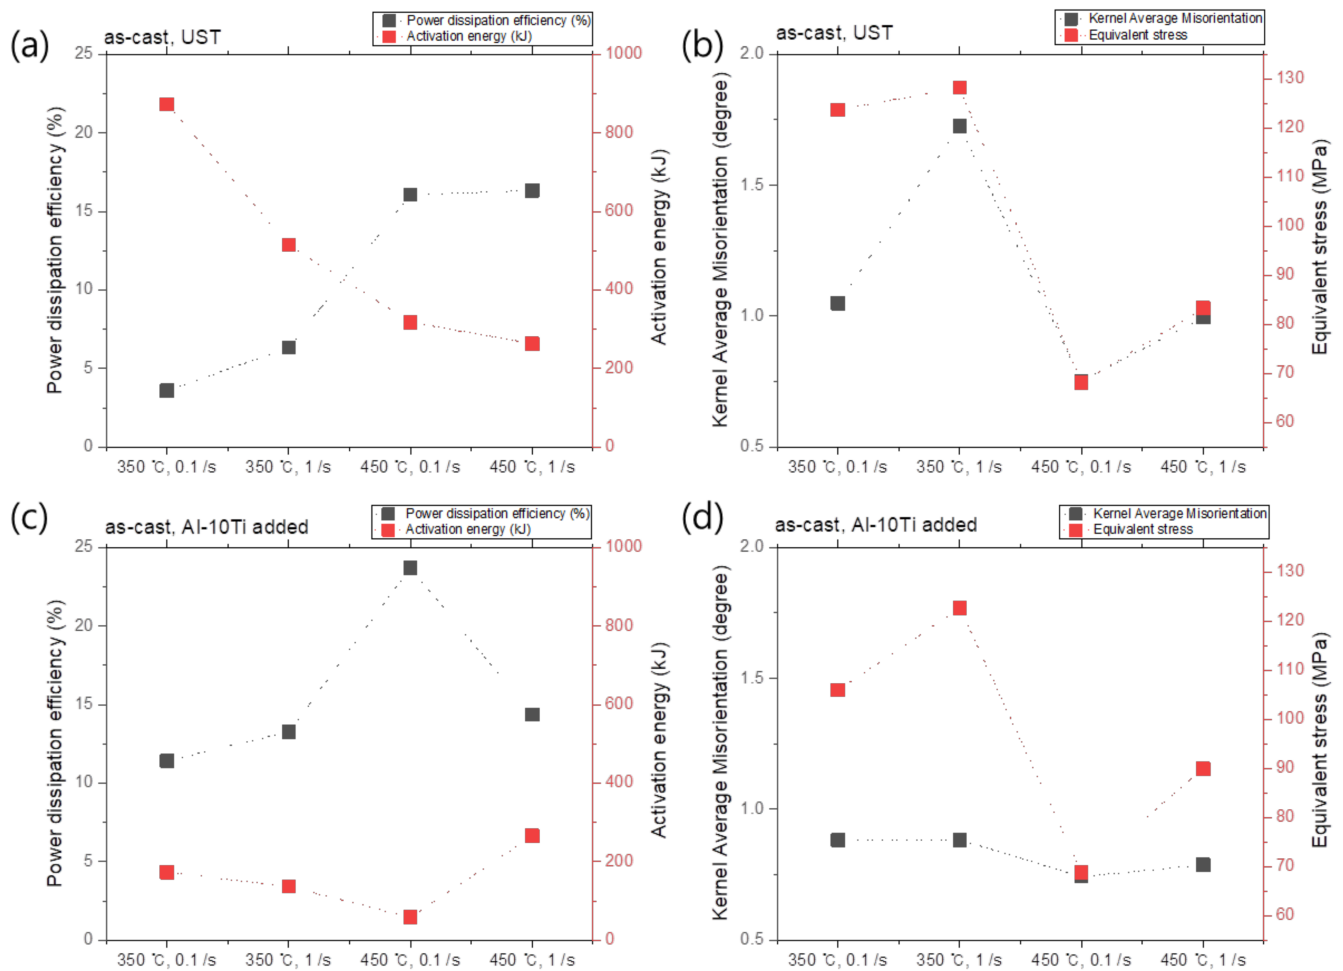 (a)
as-cast, UST
Power dissipation efficiency (%)
Activation energy (kJ)
25
20
15
10
5
0
Power dissipation efficiency (%)
1000
800
600
400
200
0
Activation energy (kJ)
350 ℃, 0.1 /s
350 ℃, 1 /s
450 ℃, 0.1 /s
450 ℃, 1 /s
(b)
as-cast, UST
Kernel Average Misorientation
Equivalent stress
2.0
1.5
1.0
0.5
Kernel Average Misorientation (degree)
130
120
110
100
90
80
70
60
Equivalent stress (MPa)
350 ℃, 0.1 /s
350 ℃, 1 /s
450 ℃, 0.1 /s
450 ℃, 1 /s
(c)
as-cast, Al-10Ti added
Power dissipation efficiency (%)
Activation energy (kJ)
25
20
15
10
5
0
Power dissipation efficiency (%)
1000
800
600
400
200
0
Activation energy (kJ)
350 ℃, 0.1 /s
350 ℃, 1 /s
450 ℃, 0.1 /s
450 ℃, 1 /s
(d)
as-cast, Al-10Ti added
Kernel Average Misorientation
Equivalent stress
2.0
1.5
1.0
0.5
Kernel Average Misorientation (degree)
130
120
110
100
90
80
70
60
Equivalent stress (MPa)
350 ℃, 0.1 /s
350 ℃, 1 /s
450 ℃, 0.1 /s
450 ℃, 1 /s